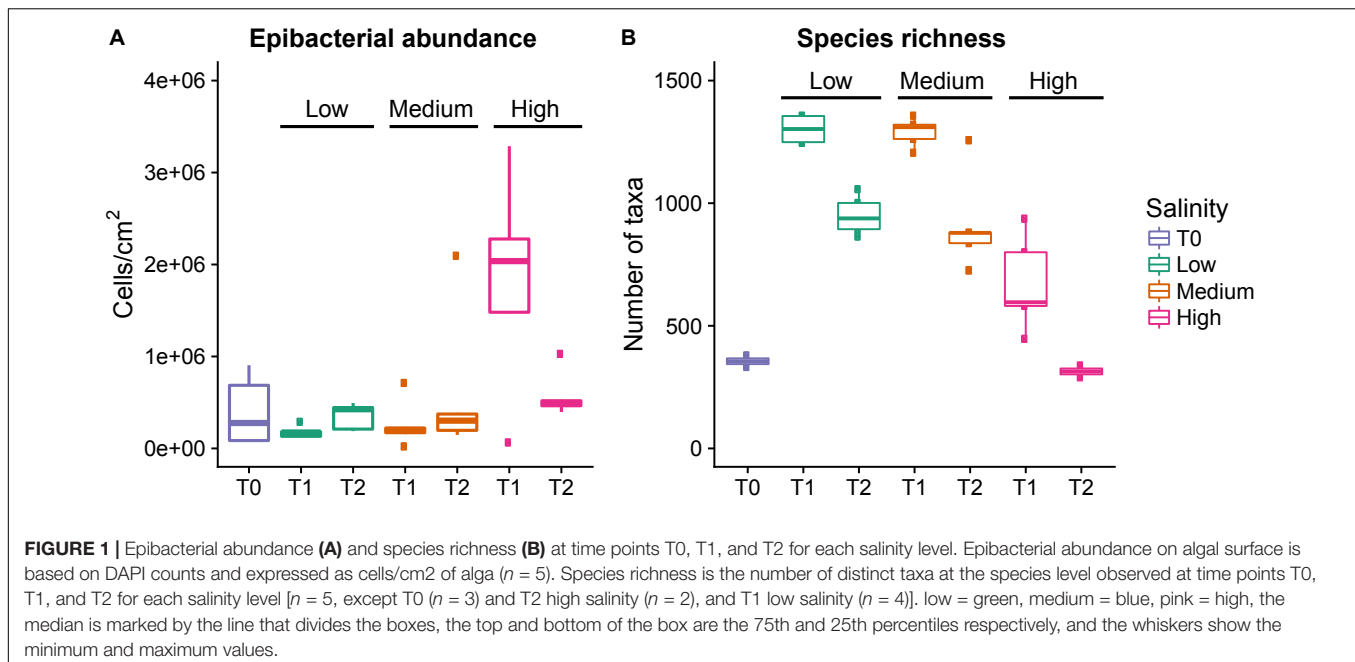 A Epibacterial abundance
4e+06
3e+06
2e+06
1e+06
0e+00
Cells/cm²
Low Medium High
T0 T1 T2 T1 T2 T1 T2
B Species richness
1500
1000
500
0
Number of taxa
Low Medium High
T0 T1 T2 T1 T2 T1 T2
Salinity
T0
Low
Medium
High
FIGURE 1 | Epibacterial abundance (A) and species richness (B) at time points T0, T1, and T2 for each salinity level. Epibacterial abundance on algal surface is
based on DAPI counts and expressed as cells/cm2 of alga (n = 5). Species richness is the number of distinct taxa at the species level observed at time points T0,
T1, and T2 for each salinity level [n = 5, except T0 (n = 3) and T2 high salinity (n = 2), and T1 low salinity (n = 4)]. low = green, medium = blue, pink = high, the
median is marked by the line that divides the boxes, the top and bottom of the box are the 75th and 25th percentiles respectively, and the whiskers show the
minimum and maximum values.